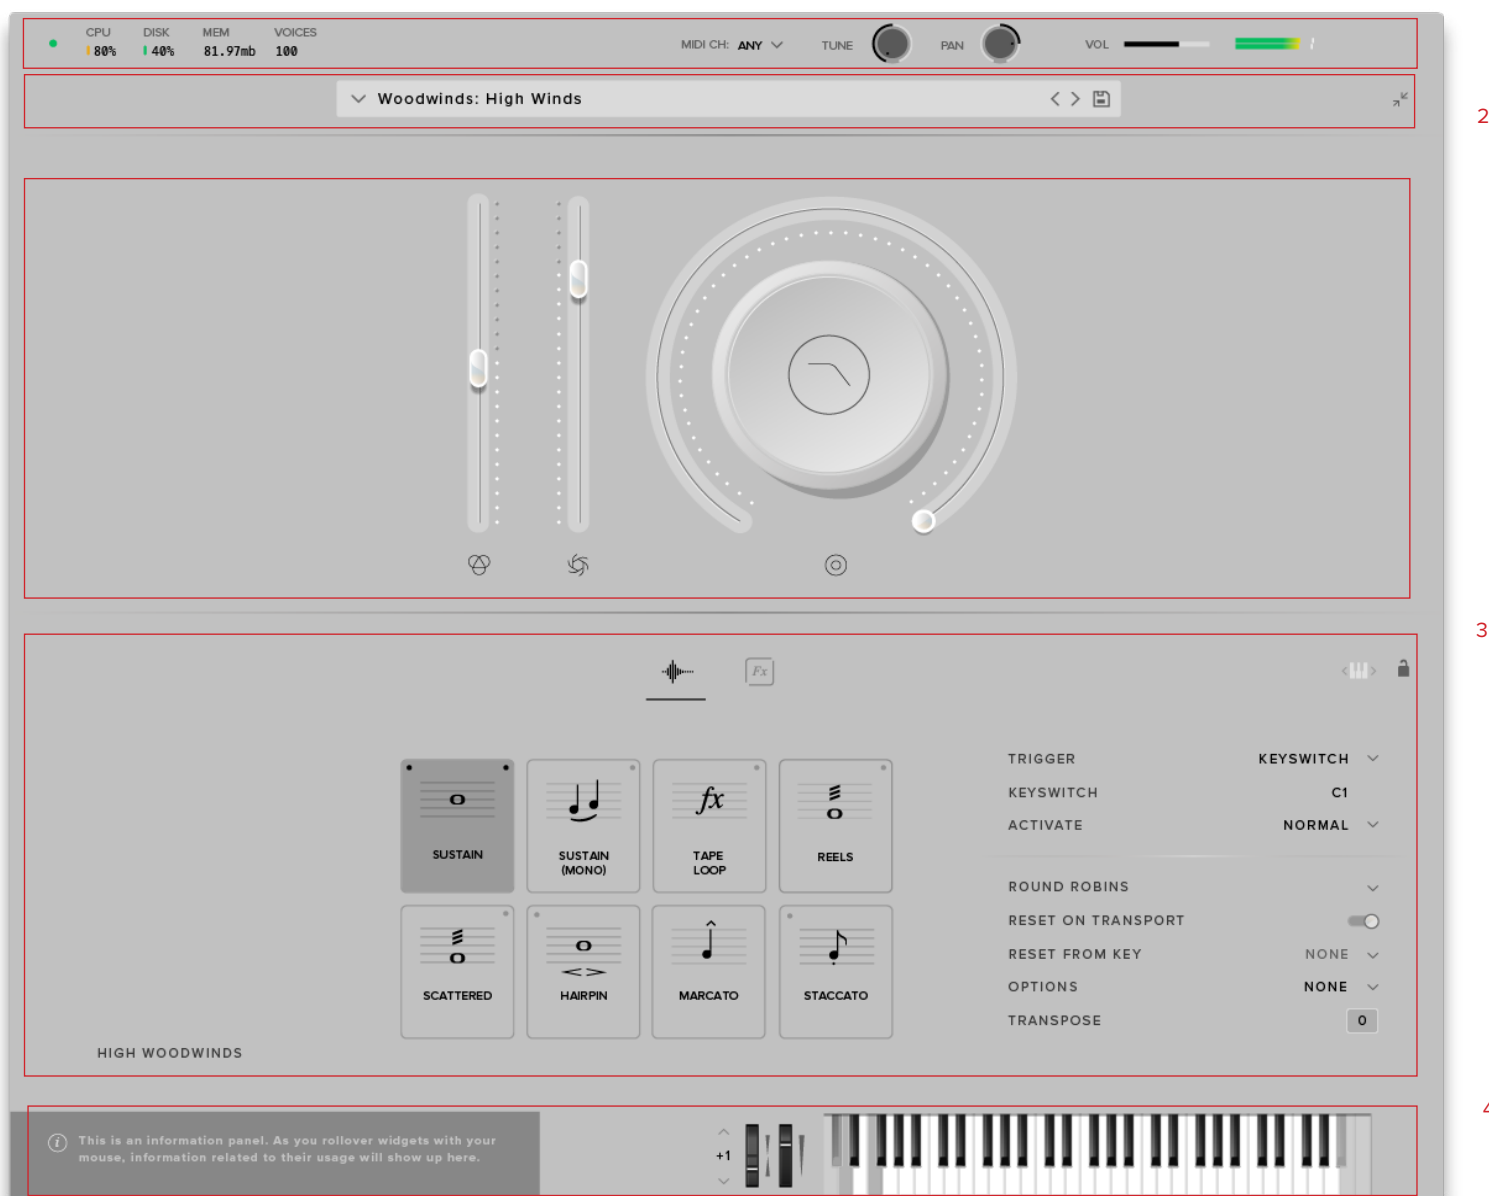 CPU DISK MEM VOICES
80% 40% 81.97mb 100
MIDI CH: ANY TUNE PAN VOL
Woodwinds: High Winds
2
3
Fx
TRIGGER KEYSWITCH
KEYSWITCH C1
ACTIVATE NORMAL
SUSTAIN
SUSTAIN
(MONO)
fx
TAPE
LOOP
REELS
ROUND ROBINS
RESET ON TRANSPORT
RESET FROM KEY NONE
OPTIONS NONE
TRANSPOSE 0
SCATTERED
HAIRPIN
MARCATO
STACCATO
HIGH WOODWINDS
4
i This is an information panel. As you rollover widgets with your
mouse, information related to their usage will show up here.
+1